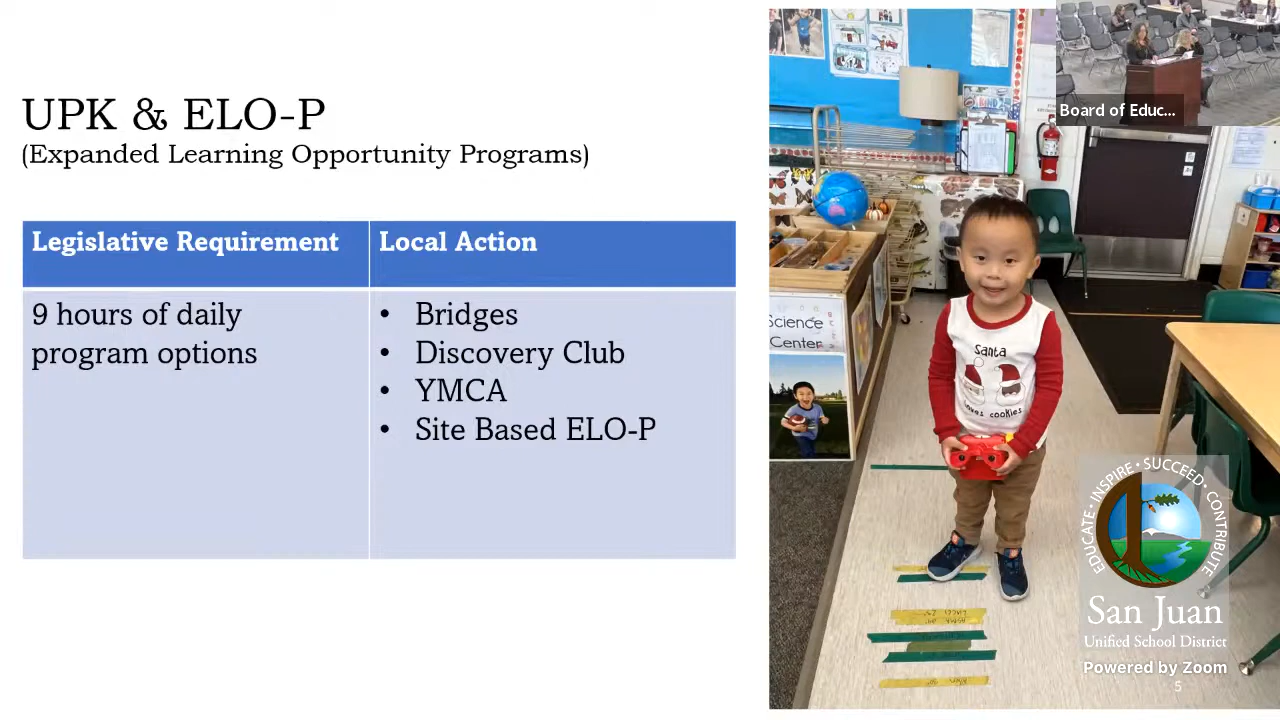 UPK & ELO-P
(Expanded Learning Opportunity Programs)
Legislative Requirement
Local Action
9 hours of daily
program options
• Bridges
• Discovery Club
• YMCA
• Site Based ELO-P
Board of Educ...
Science
Center
Santa
loves cookies
EDUCATE · INSPIRE · SUCCEED · CONTRIBUTE
San Juan
Unified School District
Powered by Zoom
5